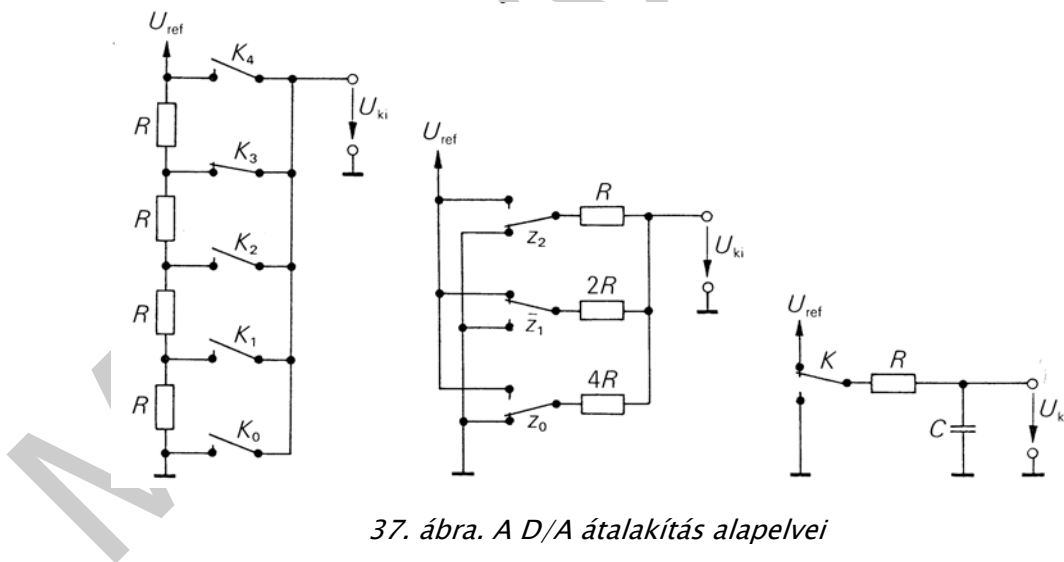 U_ref
K₄
U_ki
R
K₃
R
K₂
R
K₁
R
K₀
U_ref
R
z₂
U_ki
2R
z̄₁
4R
z₀
U_ref
K
R
C
U_k
37. ábra. A D/A átalakítás alapelvei